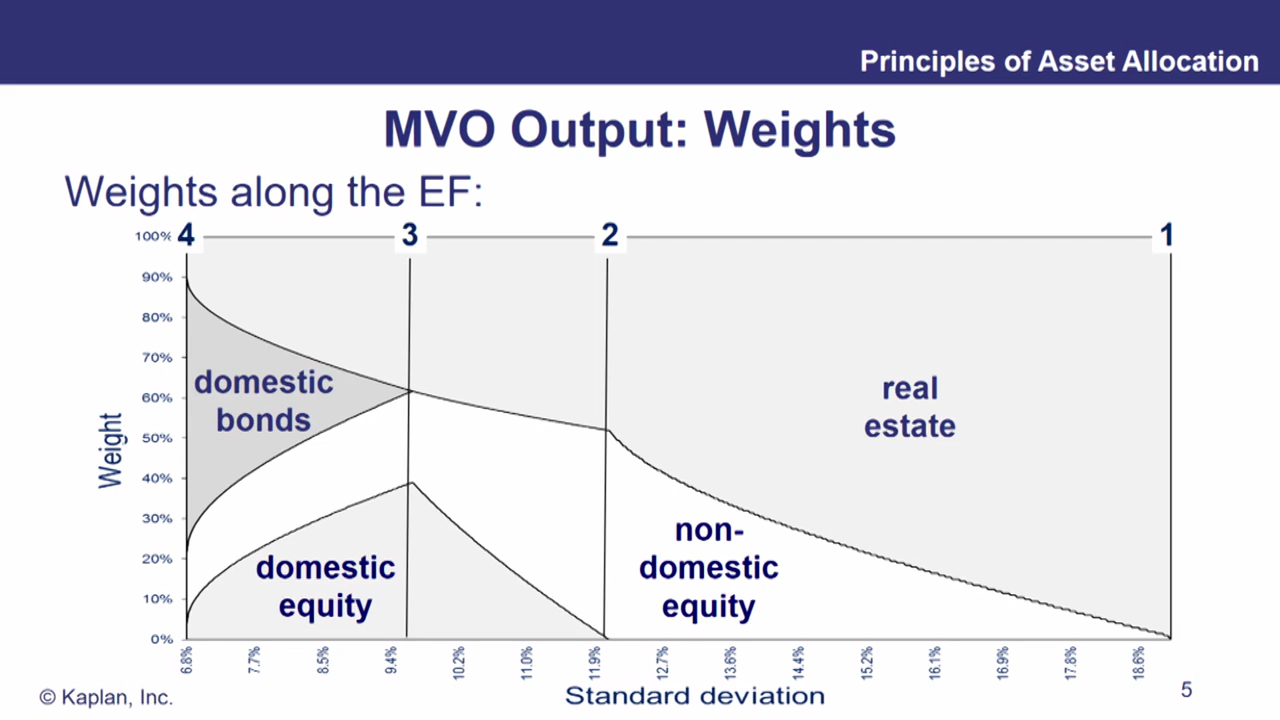 Principles of Asset Allocation
MVO Output: Weights
Weights along the EF:
4
3
2
1
100%
90%
80%
70%
60%
50%
40%
30%
20%
10%
0%
Weight
domestic
bonds
real
estate
non-
domestic
equity
domestic
equity
6.8%
7.7%
8.5%
9.4%
10.2%
11.0%
11.9%
12.7%
13.6%
14.4%
15.2%
16.1%
16.9%
17.8%
18.6%
Standard deviation
© Kaplan, Inc.
5